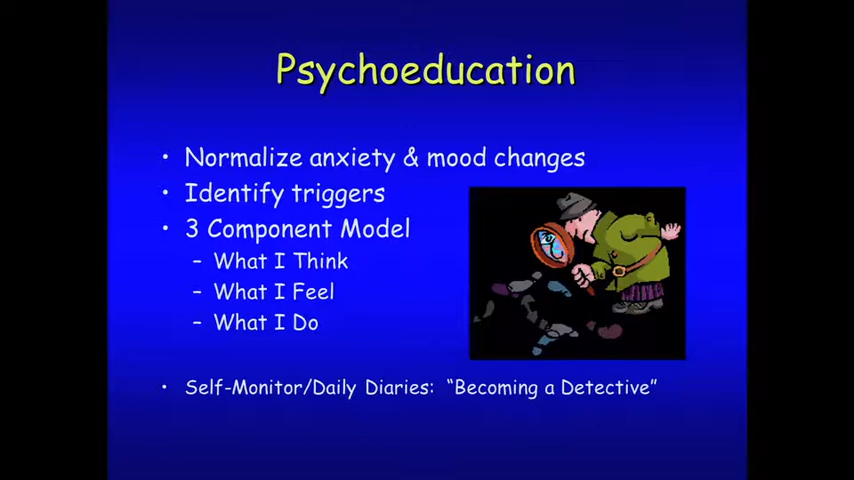 Psychoeducation
• Normalize anxiety & mood changes
• Identify triggers
• 3 Component Model
– What I Think
– What I Feel
– What I Do
• Self-Monitor/Daily Diaries: “Becoming a Detective”